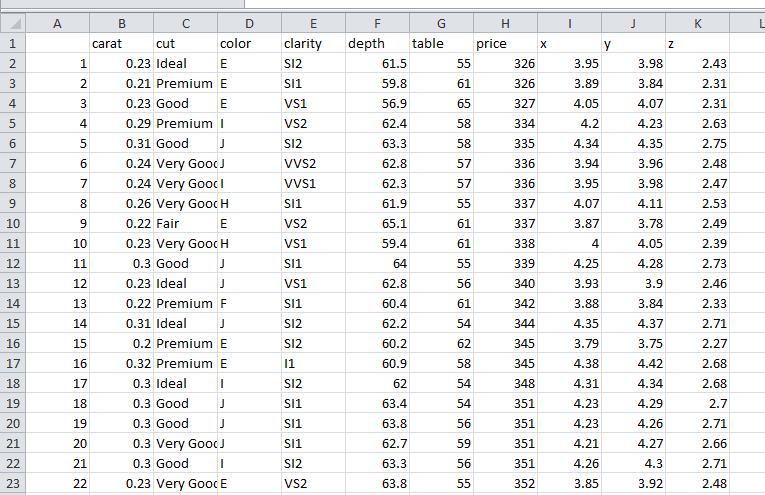 A B C D E F G H I J K L
1 carat cut color clarity depth table price x y z
2 1 0.23 Ideal E SI2 61.5 55 326 3.95 3.98 2.43
3 2 0.21 Premium E SI1 59.8 61 326 3.89 3.84 2.31
4 3 0.23 Good E VS1 56.9 65 327 4.05 4.07 2.31
5 4 0.29 Premium I VS2 62.4 58 334 4.2 4.23 2.63
6 5 0.31 Good J SI2 63.3 58 335 4.34 4.35 2.75
7 6 0.24 Very Good J VVS2 62.8 57 336 3.94 3.96 2.48
8 7 0.24 Very Good I VVS1 62.3 57 336 3.95 3.98 2.47
9 8 0.26 Very Good H SI1 61.9 55 337 4.07 4.11 2.53
10 9 0.22 Fair E VS2 65.1 61 337 3.87 3.78 2.49
11 10 0.23 Very Good H VS1 59.4 61 338 4 4.05 2.39
12 11 0.3 Good J SI1 64 55 339 4.25 4.28 2.73
13 12 0.23 Ideal J VS1 62.8 56 340 3.93 3.9 2.46
14 13 0.22 Premium F SI1 60.4 61 342 3.88 3.84 2.33
15 14 0.31 Ideal J SI2 62.2 54 344 4.35 4.37 2.71
16 15 0.2 Premium E SI2 60.2 62 345 3.79 3.75 2.27
17 16 0.32 Premium E I1 60.9 58 345 4.38 4.42 2.68
18 17 0.3 Ideal I SI2 62 54 348 4.31 4.34 2.68
19 18 0.3 Good J SI1 63.4 54 351 4.23 4.29 2.7
20 19 0.3 Good J SI1 63.8 56 351 4.23 4.26 2.71
21 20 0.3 Very Good J SI1 62.7 59 351 4.21 4.27 2.66
22 21 0.3 Good I SI2 63.3 56 351 4.26 4.3 2.71
23 22 0.23 Very Good E VS2 63.8 55 352 3.85 3.92 2.48